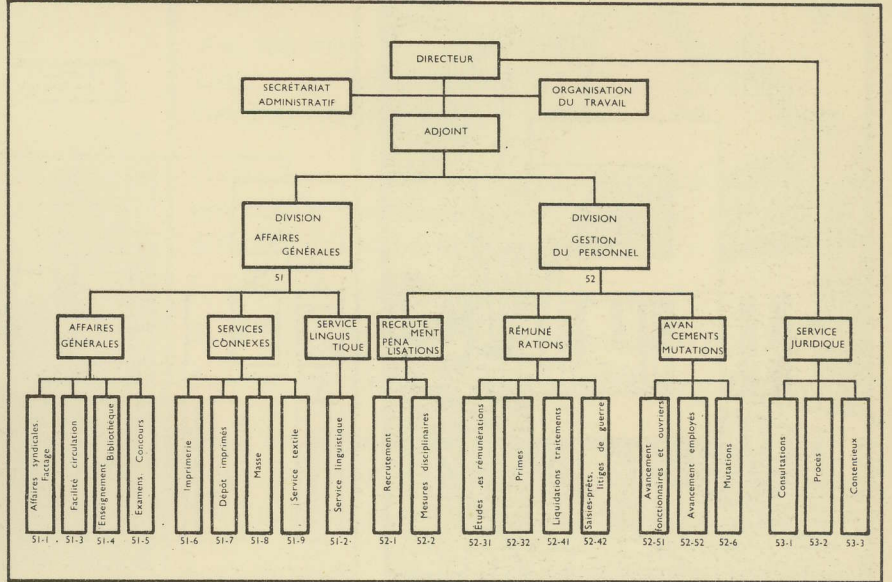 DIRECTEUR
SECRÉTARIAT
ADMINISTRATIF
ORGANISATION
DU TRAVAIL
ADJOINT
DIVISION
AFFAIRES
GÉNÉRALES
51
DIVISION
GESTION
DU PERSONNEL
52
AFFAIRES
GÉNÉRALES
SERVICES
CONNEXES
SERVICE
LINGUIS
TIQUE
RECRUTE
MENT
PÉNA
LISATIONS
RÉMUNÉ
RATIONS
AVAN
CEMENTS
MUTATIONS
SERVICE
JURIDIQUE
Affaires syndicales.
Factage
51-1
Facilité circulation
51-3
Enseignement Bibliothèque
51-4
Examens. Concours
51-5
Imprimerie
51-6
Dépôt imprimés
51-7
Masse
51-8
Service textile
51-9
Service linguistique
51-2
Recrutement
52-1
Mesures disciplinaires
52-2
Études es rémunérations
52-31
Primes
52-32
Liquidations traitements
52-41
Saisies-prêts,
litiges de guerre
52-42
Avancement
fonctionnaires et ouvriers
52-51
Avancement employés
52-52
Mutations
52-6
Consultations
53-1
Procès
53-2
Contentieux
53-3